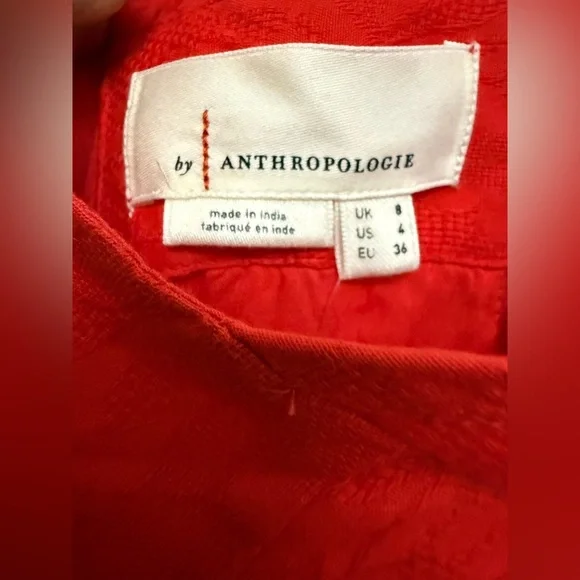 by ANTHROPOLOGIE
made in india
fabriqué en inde
UK 8
US 4
EU 36